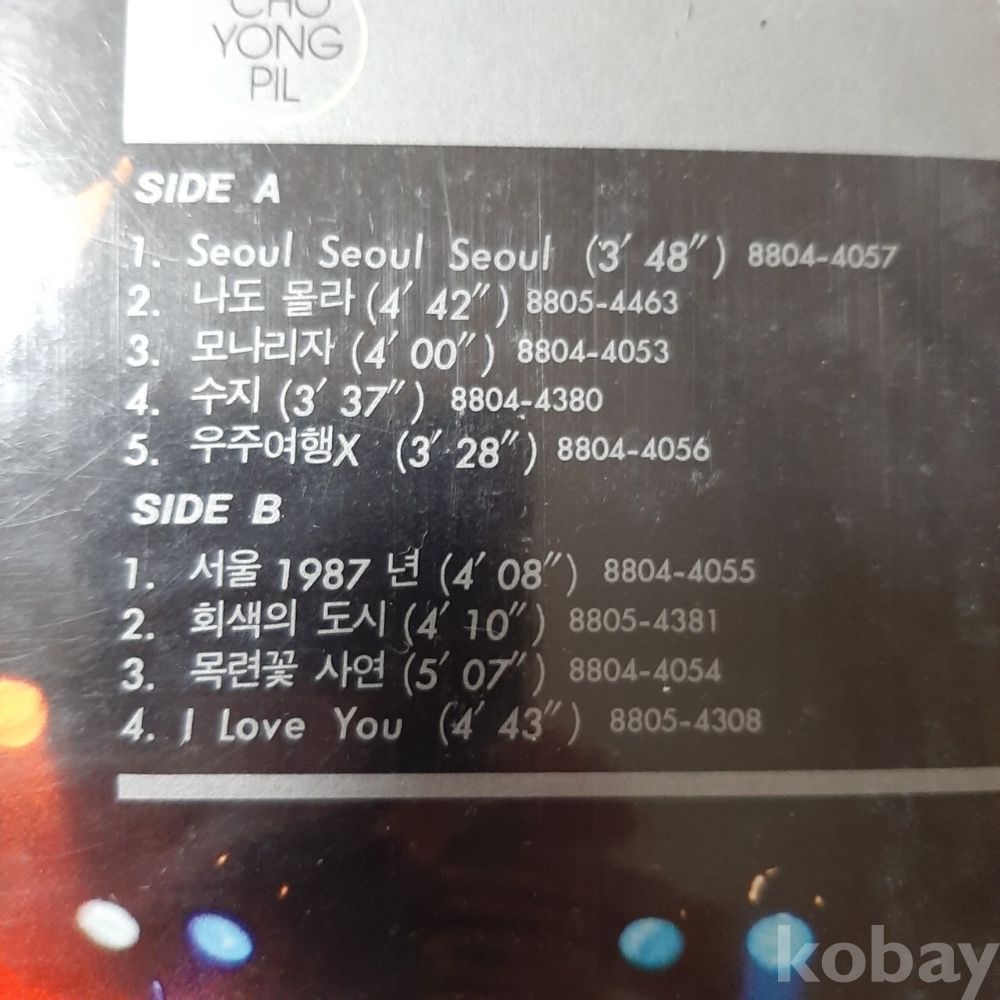 CHO
YONG
PIL
SIDE A
1. Seoul Seoul Seoul (3′ 48″) 8804-4057
2. 나도 몰라 (4′ 42″) 8805-4463
3. 모나리자 (4′ 00″) 8804-4053
4. 수지 (3′ 37″) 8804-4380
5. 우주여행X (3′ 28″) 8804-4056
SIDE B
1. 서울 1987 년 (4′ 08″) 8804-4055
2. 회색의 도시 (4′ 10″) 8805-4381
3. 목련꽃 사연 (5′ 07″) 8804-4054
4. I Love You (4′ 43″) 8805-4308
kobay